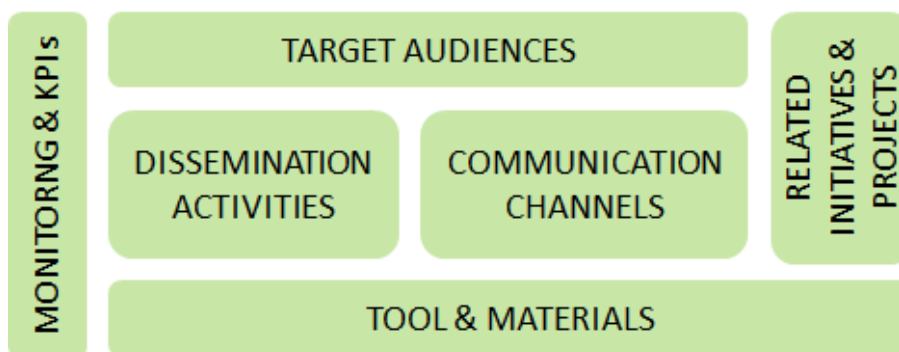 MONITORNG & KPIs
TARGET AUDIENCES
DISSEMINATION
ACTIVITIES
COMMUNICATION
CHANNELS
RELATED
INITIATIVES &
PROJECTS
TOOL & MATERIALS